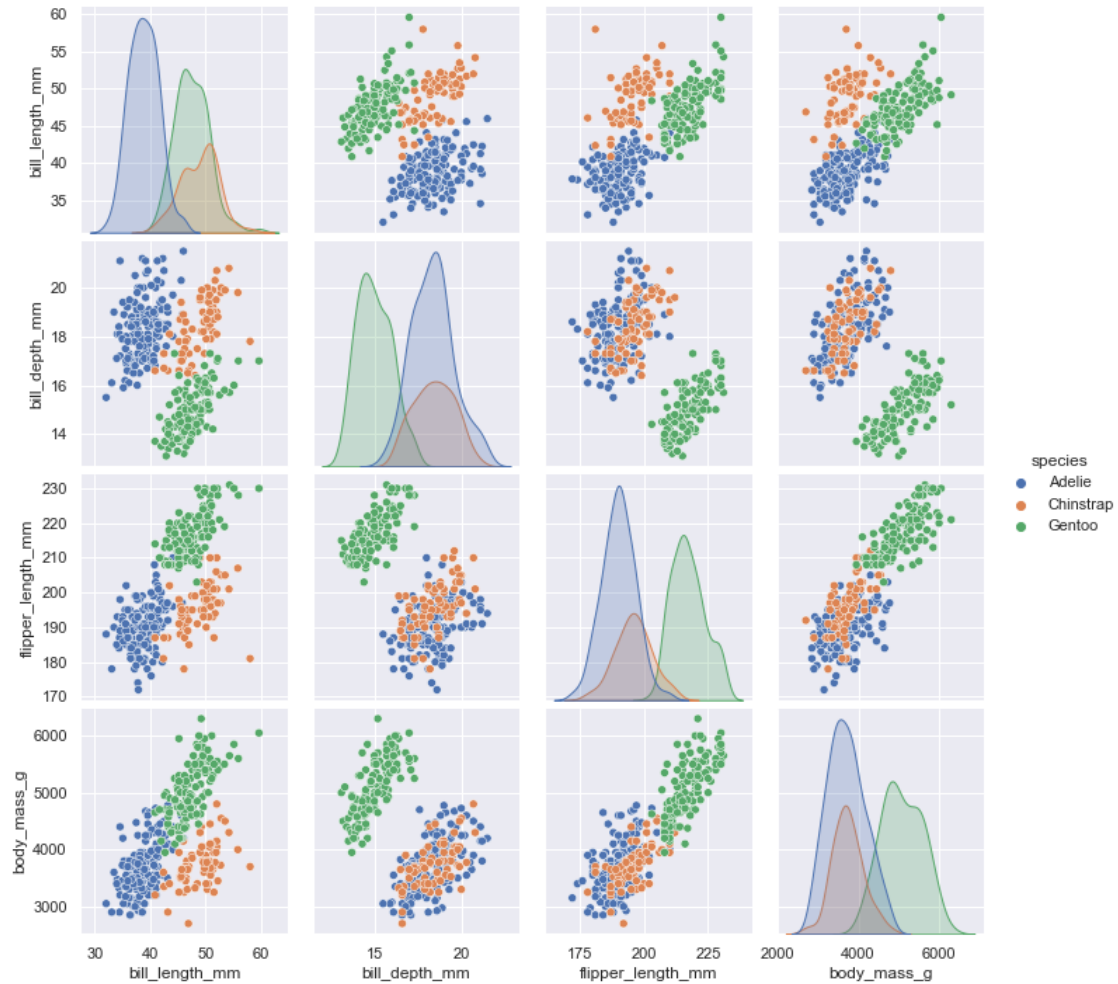 bill_length_mm
60
55
50
45
40
35
bill_depth_mm
20
18
16
14
flipper_length_mm
230
220
210
200
190
180
170
body_mass_g
6000
5000
4000
3000
30 40 50 60
bill_length_mm
15 20
bill_depth_mm
175 200 225
flipper_length_mm
2000 4000 6000
body_mass_g
species
Adelie
Chinstrap
Gentoo